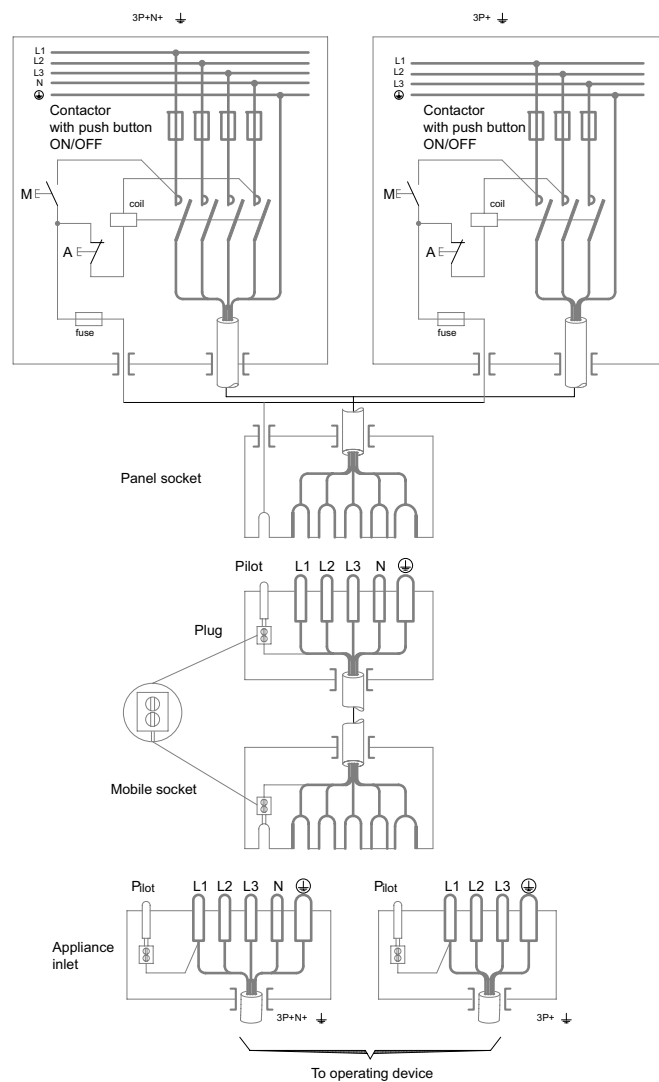 3P+N+ ⏚
3P+ ⏚
L1
L2
L3
N
⏚
Contactor
with push button
ON/OFF
M
coil
A
fuse
L1
L2
L3
⏚
Contactor
with push button
ON/OFF
M
coil
A
fuse
Panel socket
Pilot L1 L2 L3 N ⏚
Plug
Mobile socket
Pilot L1 L2 L3 N ⏚
Pilot L1 L2 L3 ⏚
Appliance
inlet
3P+N+ ⏚
3P+ ⏚
To operating device